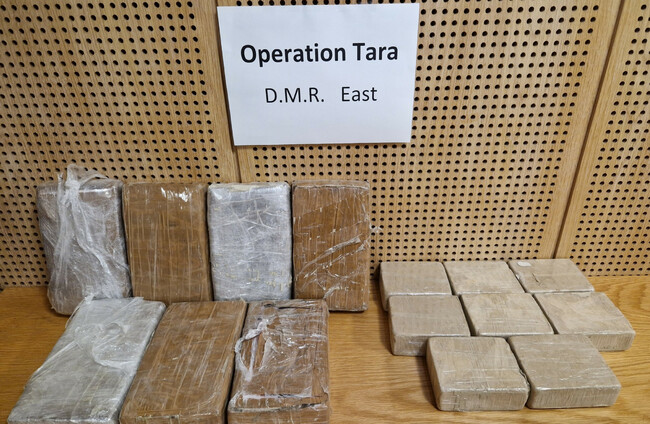 Operation Tara
D.M.R. East